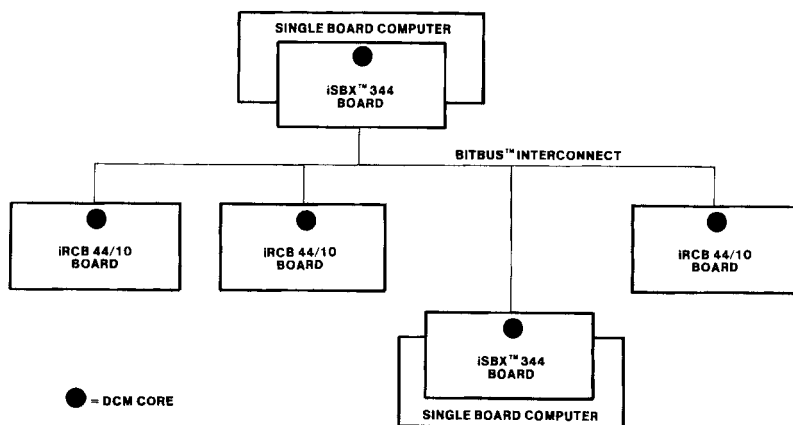 SINGLE BOARD COMPUTER
iSBX™ 344
BOARD
BITBUS™ INTERCONNECT
iRCB 44/10
BOARD
iRCB 44/10
BOARD
iRCB 44/10
BOARD
iSBX™ 344
BOARD
= DCM CORE
SINGLE BOARD COMPUTER